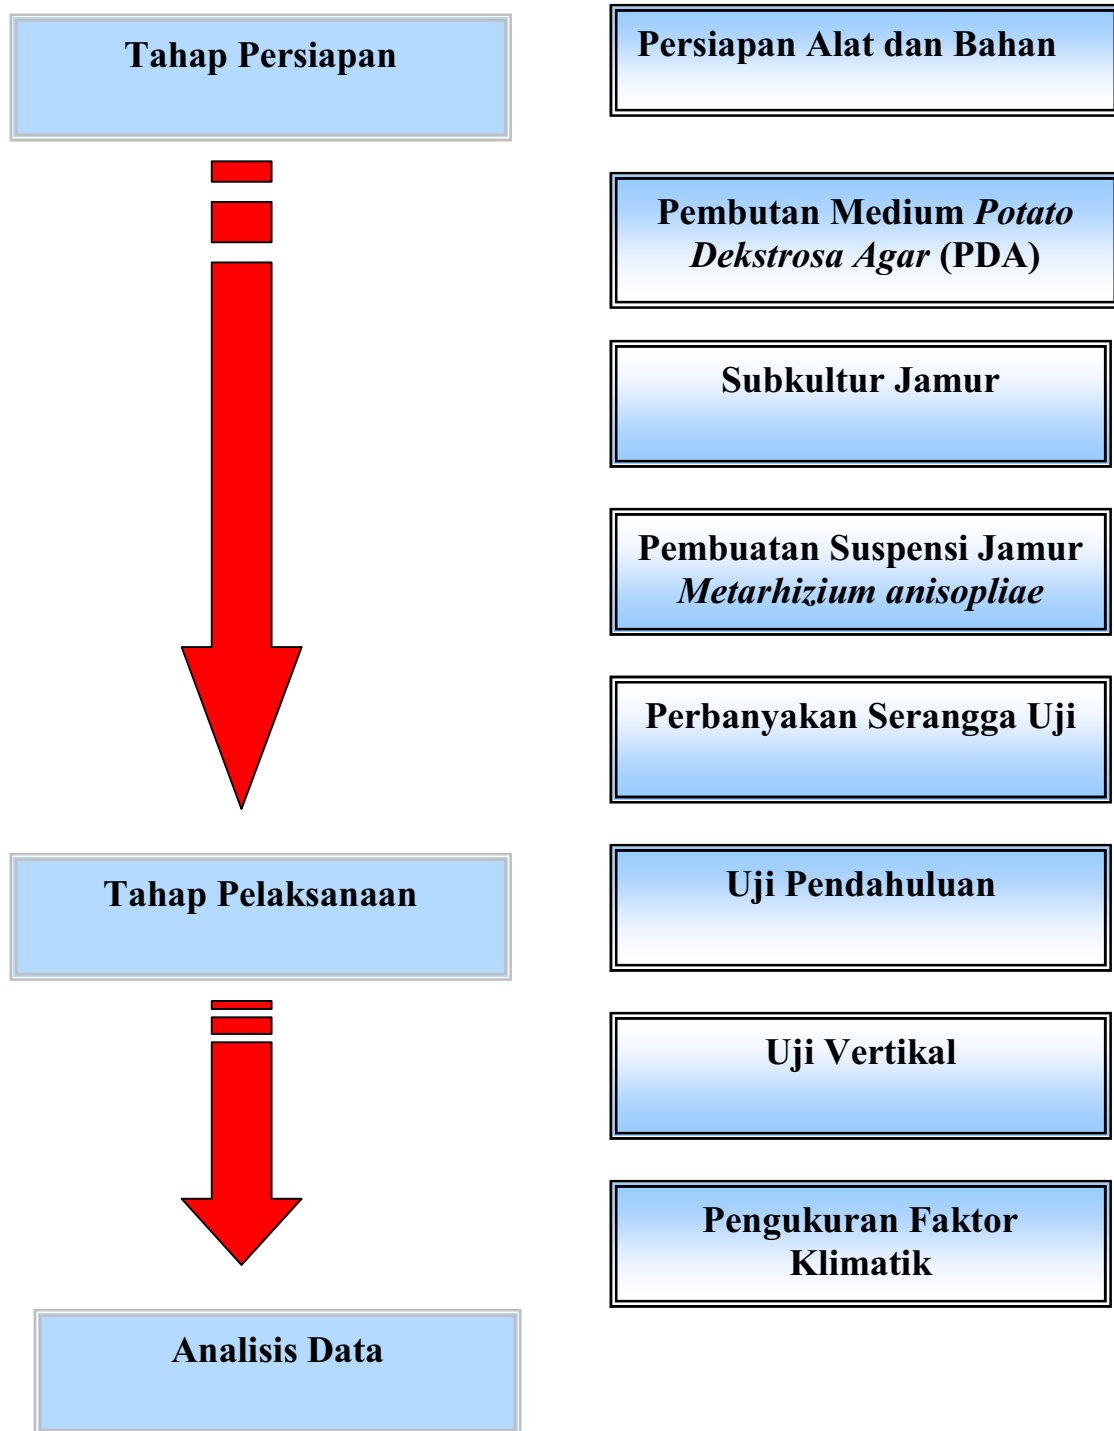 Tahap Persiapan
Persiapan Alat dan Bahan
Pembutan Medium Potato
Dekstrosa Agar (PDA)
Subkultur Jamur
Pembuatan Suspensi Jamur
Metarhizium anisopliae
Perbanyakan Serangga Uji
Tahap Pelaksanaan
Uji Pendahuluan
Uji Vertikal
Pengukuran Faktor
Klimatik
Analisis Data